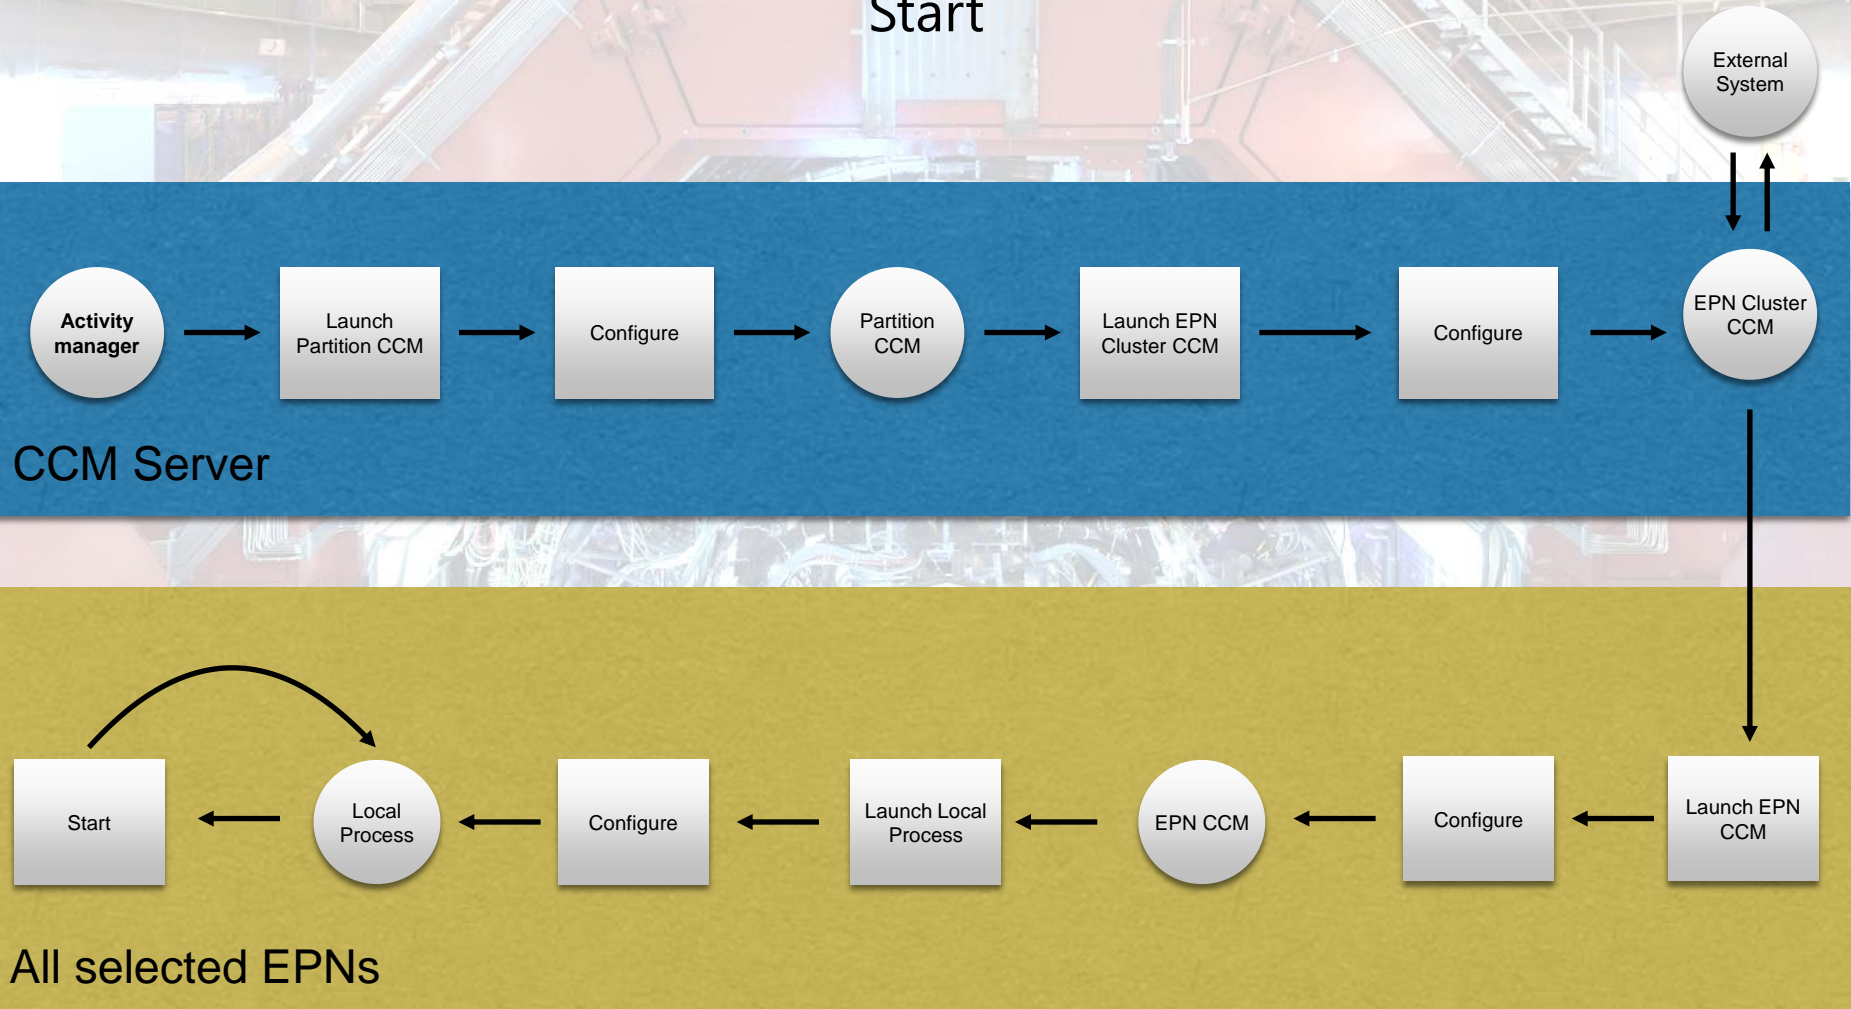 Start
External
System
Activity
manager
Launch
Partition CCM
Configure
Partition
CCM
Launch EPN
Cluster CCM
Configure
EPN Cluster
CCM
CCM Server
Start
Local
Process
Configure
Launch Local
Process
EPN CCM
Configure
Launch EPN
CCM
All selected EPNs